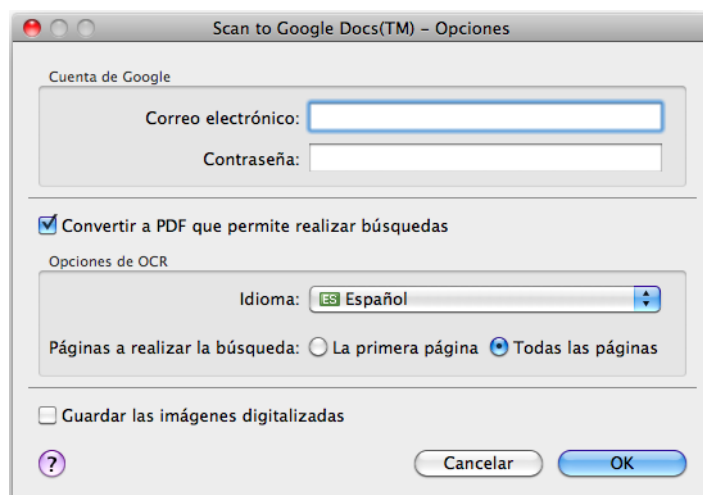 Scan to Google Docs(TM) – Opciones
Cuenta de Google
Correo electrónico:
Contraseña:
Convertir a PDF que permite realizar búsquedas
Opciones de OCR
Idioma: ES Español
Páginas a realizar la búsqueda: La primera página Todas las páginas
Guardar las imágenes digitalizadas
? Cancelar OK